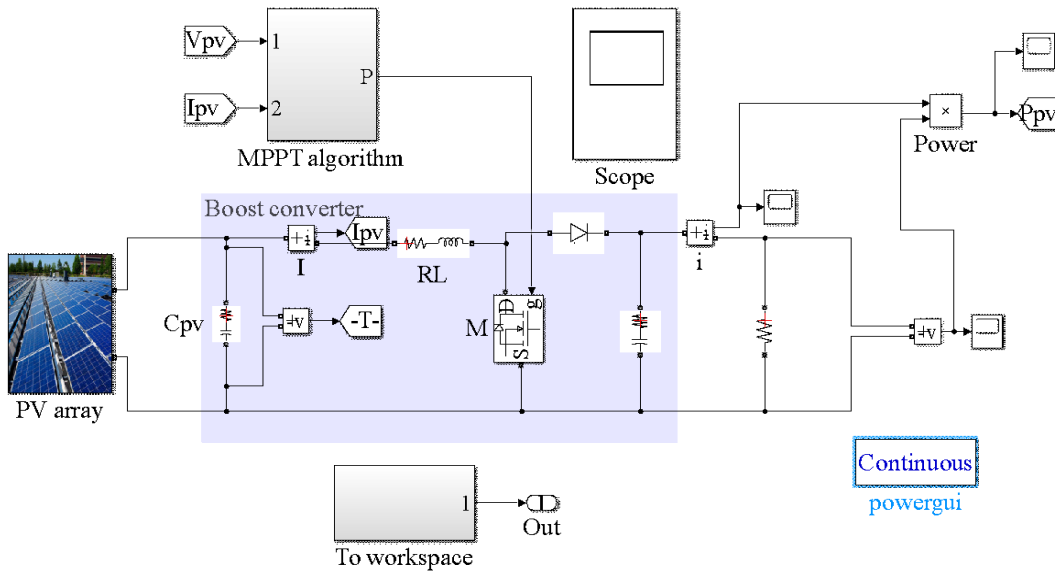 Vpv
1
Ipv
2
P
MPPT algorithm
Scope
×
Power
Ppv
Boost converter
Ipv
+i
I
RL
+i
i
Cpv
+v
-T-
M
D
g
S
+v
PV array
Continuous
powergui
1
Out
To workspace